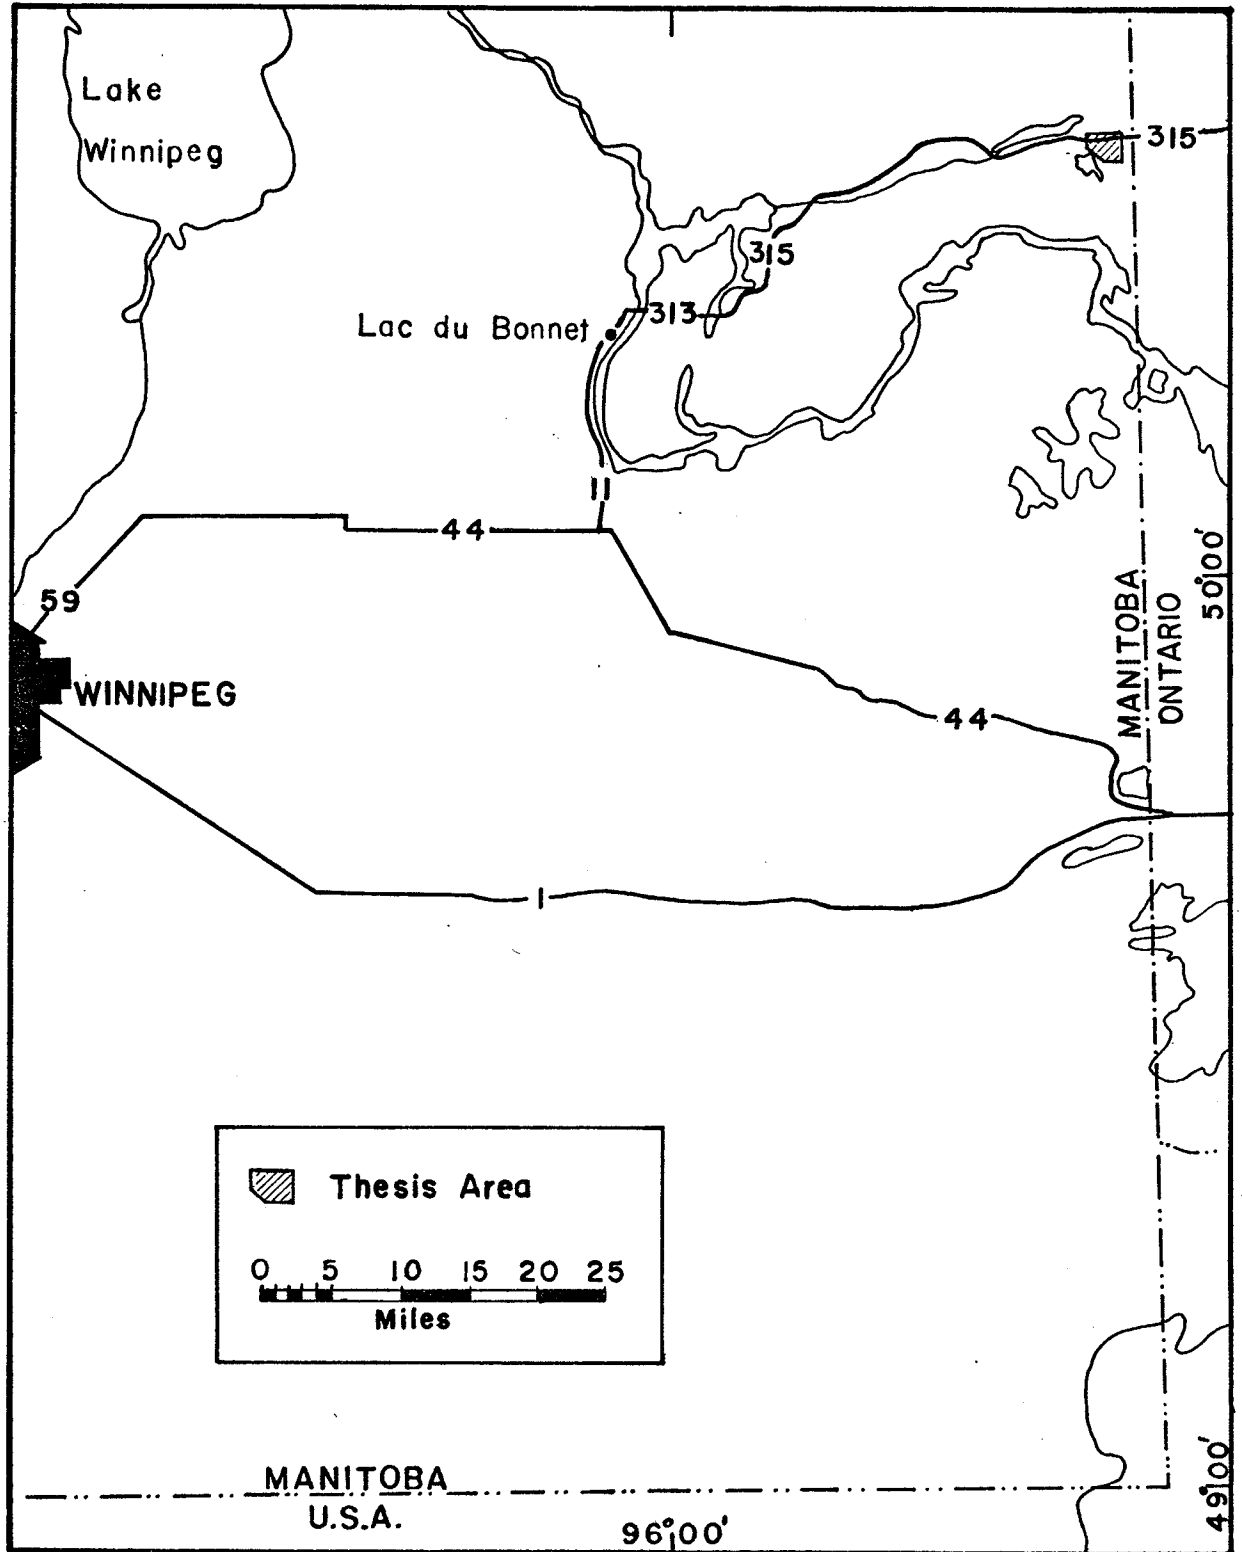 Lake
Winnipeg
315
315
313
Lac du Bonnet
11
44
50°00'
59
MANITOBA
ONTARIO
WINNIPEG
44
1
Thesis Area
0 5 10 15 20 25
Miles
MANITOBA
U.S.A.
96°00'
49°00'